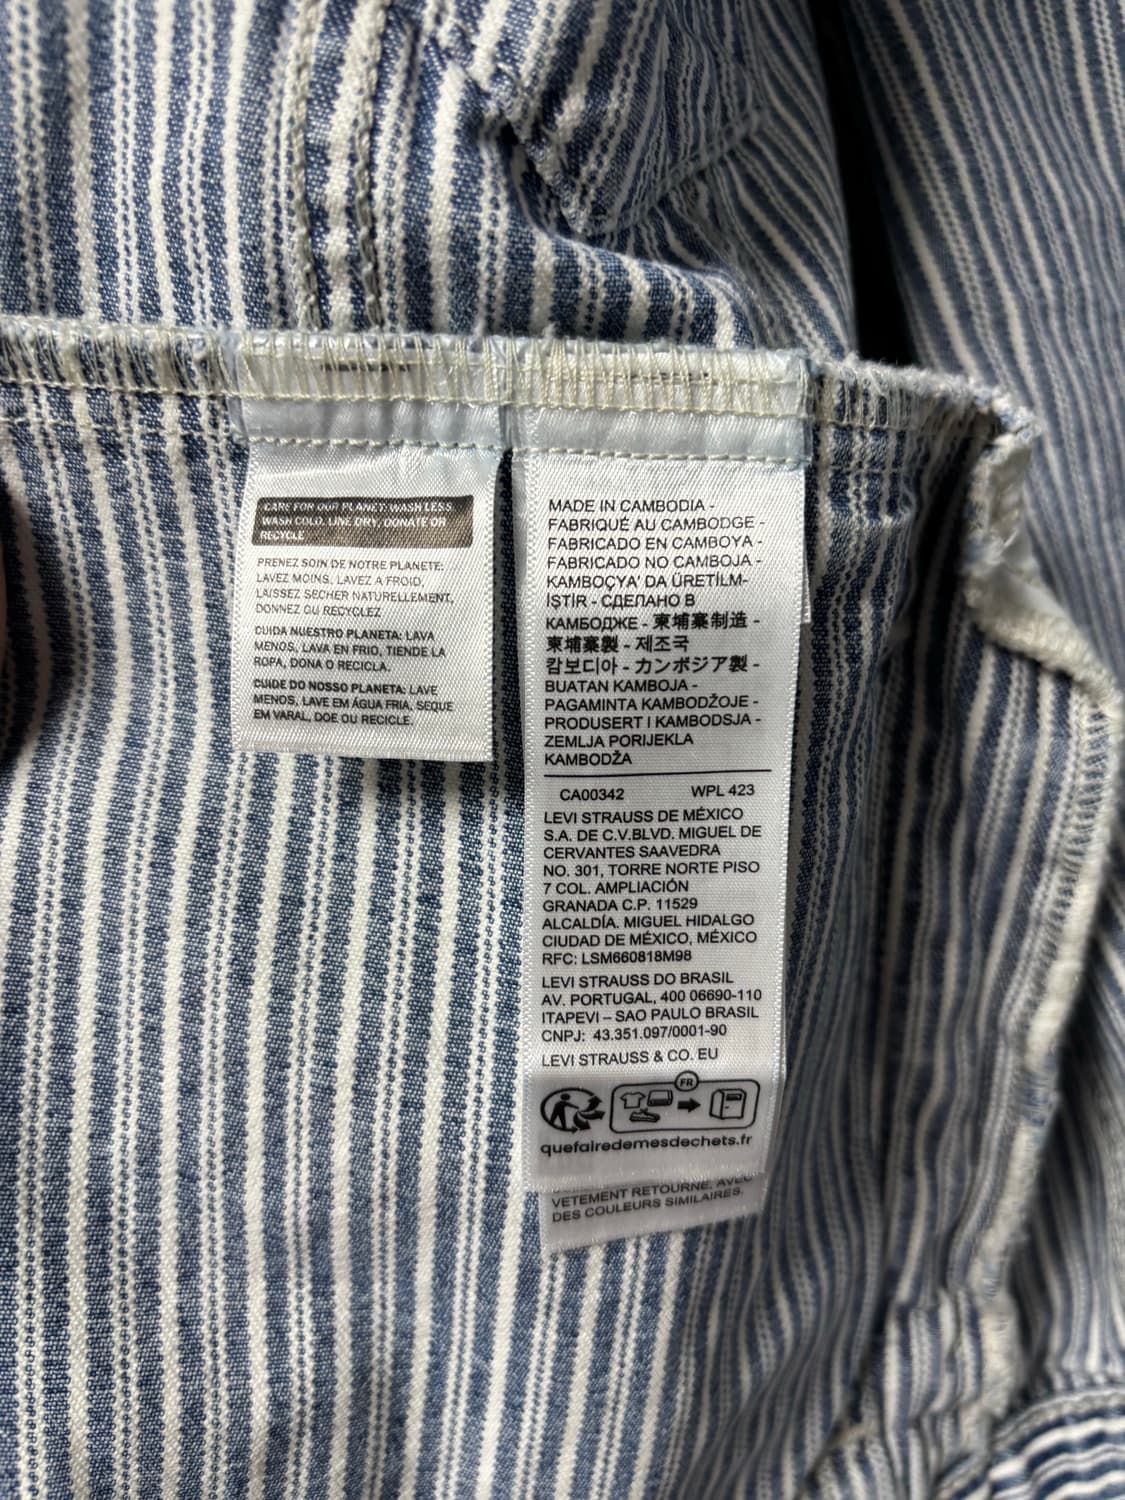 CARE FOR OUR PLANET: WASH LESS
WASH COLD, LINE DRY, DONATE OR
RECYCLE
PRENEZ SOIN DE NOTRE PLANETE:
LAVEZ MOINS, LAVEZ A FROID,
LAISSEZ SECHER NATURELLEMENT,
DONNEZ OU RECYCLEZ
CUIDA NUESTRO PLANETA: LAVA
MENOS, LAVA EN FRIO, TIENDE LA
ROPA, DONA O RECICLA.
CUIDE DO NOSSO PLANETA: LAVE
MENOS, LAVE EM ÁGUA FRIA, SEQUE
EM VARAL, DOE OU RECICLE.
MADE IN CAMBODIA -
FABRIQUÉ AU CAMBODGE -
FABRICADO EN CAMBOYA -
FABRICADO NO CAMBOJA -
KAMBOÇYA' DA ÜRETİLM-
İŞTİR - СДЕЛАНО В
КАМБОДЖЕ - 柬埔寨制造 -
柬埔寨製 - 제조국
캄보디아 - カンボジア製 -
BUATAN KAMBOJA -
PAGAMINTA KAMBODŽOJE -
PRODUSERT I KAMBODSJA -
ZEMLJA PORIJEKLA
KAMBODŽA
CA00342 WPL 423
LEVI STRAUSS DE MÉXICO
S.A. DE C.V.BLVD. MIGUEL DE
CERVANTES SAAVEDRA
NO. 301, TORRE NORTE PISO
7 COL. AMPLIACIÓN
GRANADA C.P. 11529
ALCALDÍA. MIGUEL HIDALGO
CIUDAD DE MÉXICO, MÉXICO
RFC: LSM660818M98
LEVI STRAUSS DO BRASIL
AV. PORTUGAL, 400 06690-110
ITAPEVI – SAO PAULO BRASIL
CNPJ: 43.351.097/0001-90
LEVI STRAUSS & CO. EU
FR
quefairedemesdechets.fr
VETEMENT RETOURNE. AVEC
DES COULEURS SIMILAIRES.